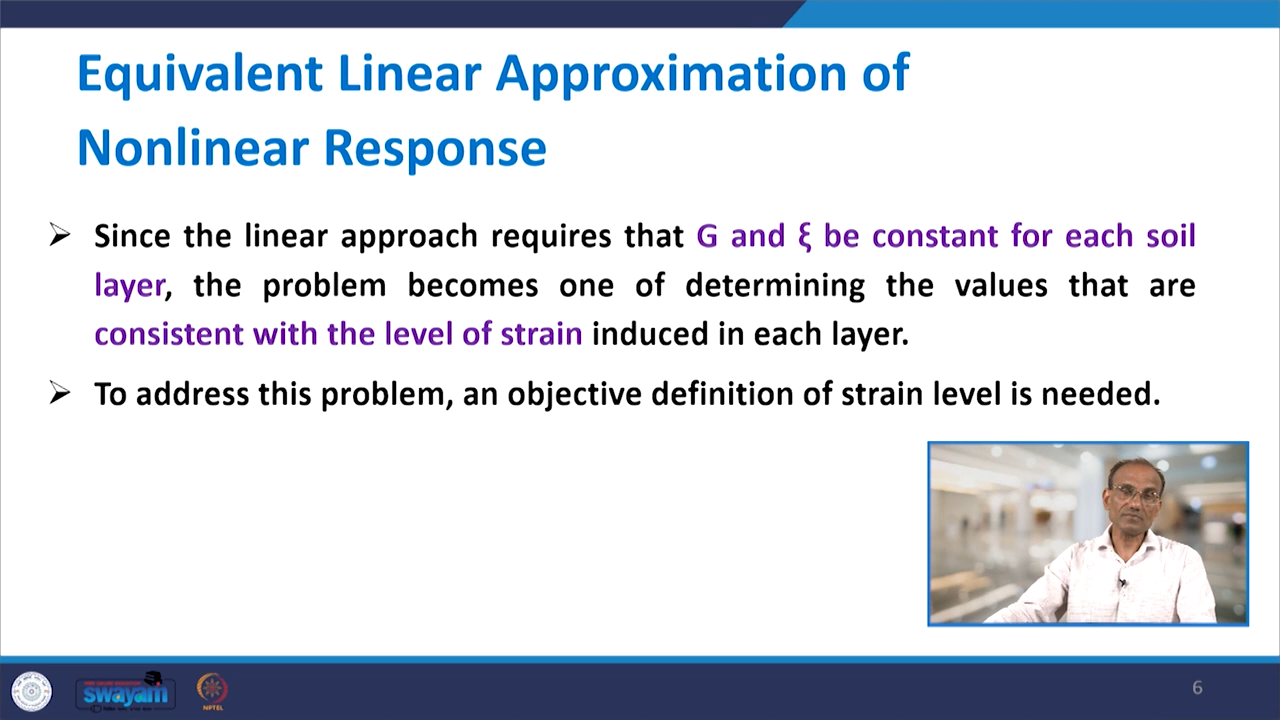 Equivalent Linear Approximation of
Nonlinear Response
➢ Since the linear approach requires that G and ξ be constant for each soil
layer, the problem becomes one of determining the values that are
consistent with the level of strain induced in each layer.
➢ To address this problem, an objective definition of strain level is needed.
swayam
NPTEL
6